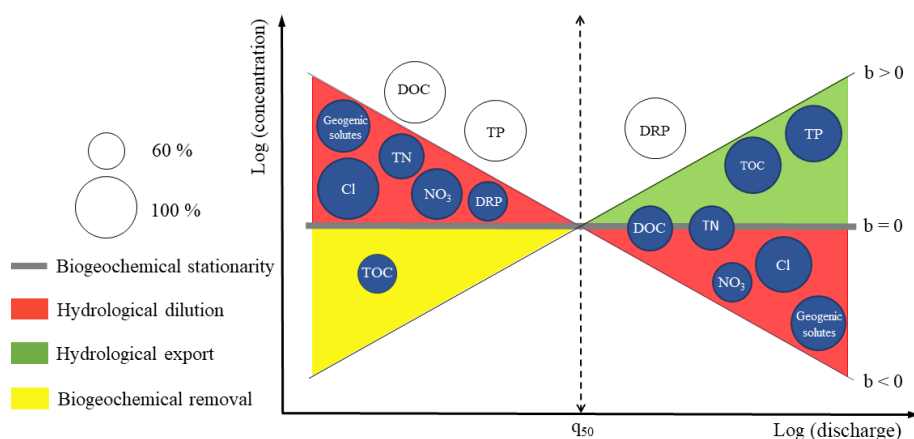 60 %
100 %
Biogeochemical stationarity
Hydrological dilution
Hydrological export
Biogeochemical removal
Log (concentration)
DOC
TP
Geogenic
solutes
TN
Cl
NO₃
DRP
TOC
DRP
TP
TOC
DOC
TN
Cl
NO₃
Geogenic
solutes
b > 0
b = 0
b < 0
q₅₀
Log (discharge)